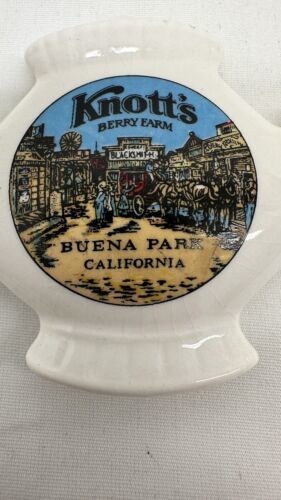 Knott's
BERRY FARM
BLACKSMITH
BUENA PARK
CALIFORNIA